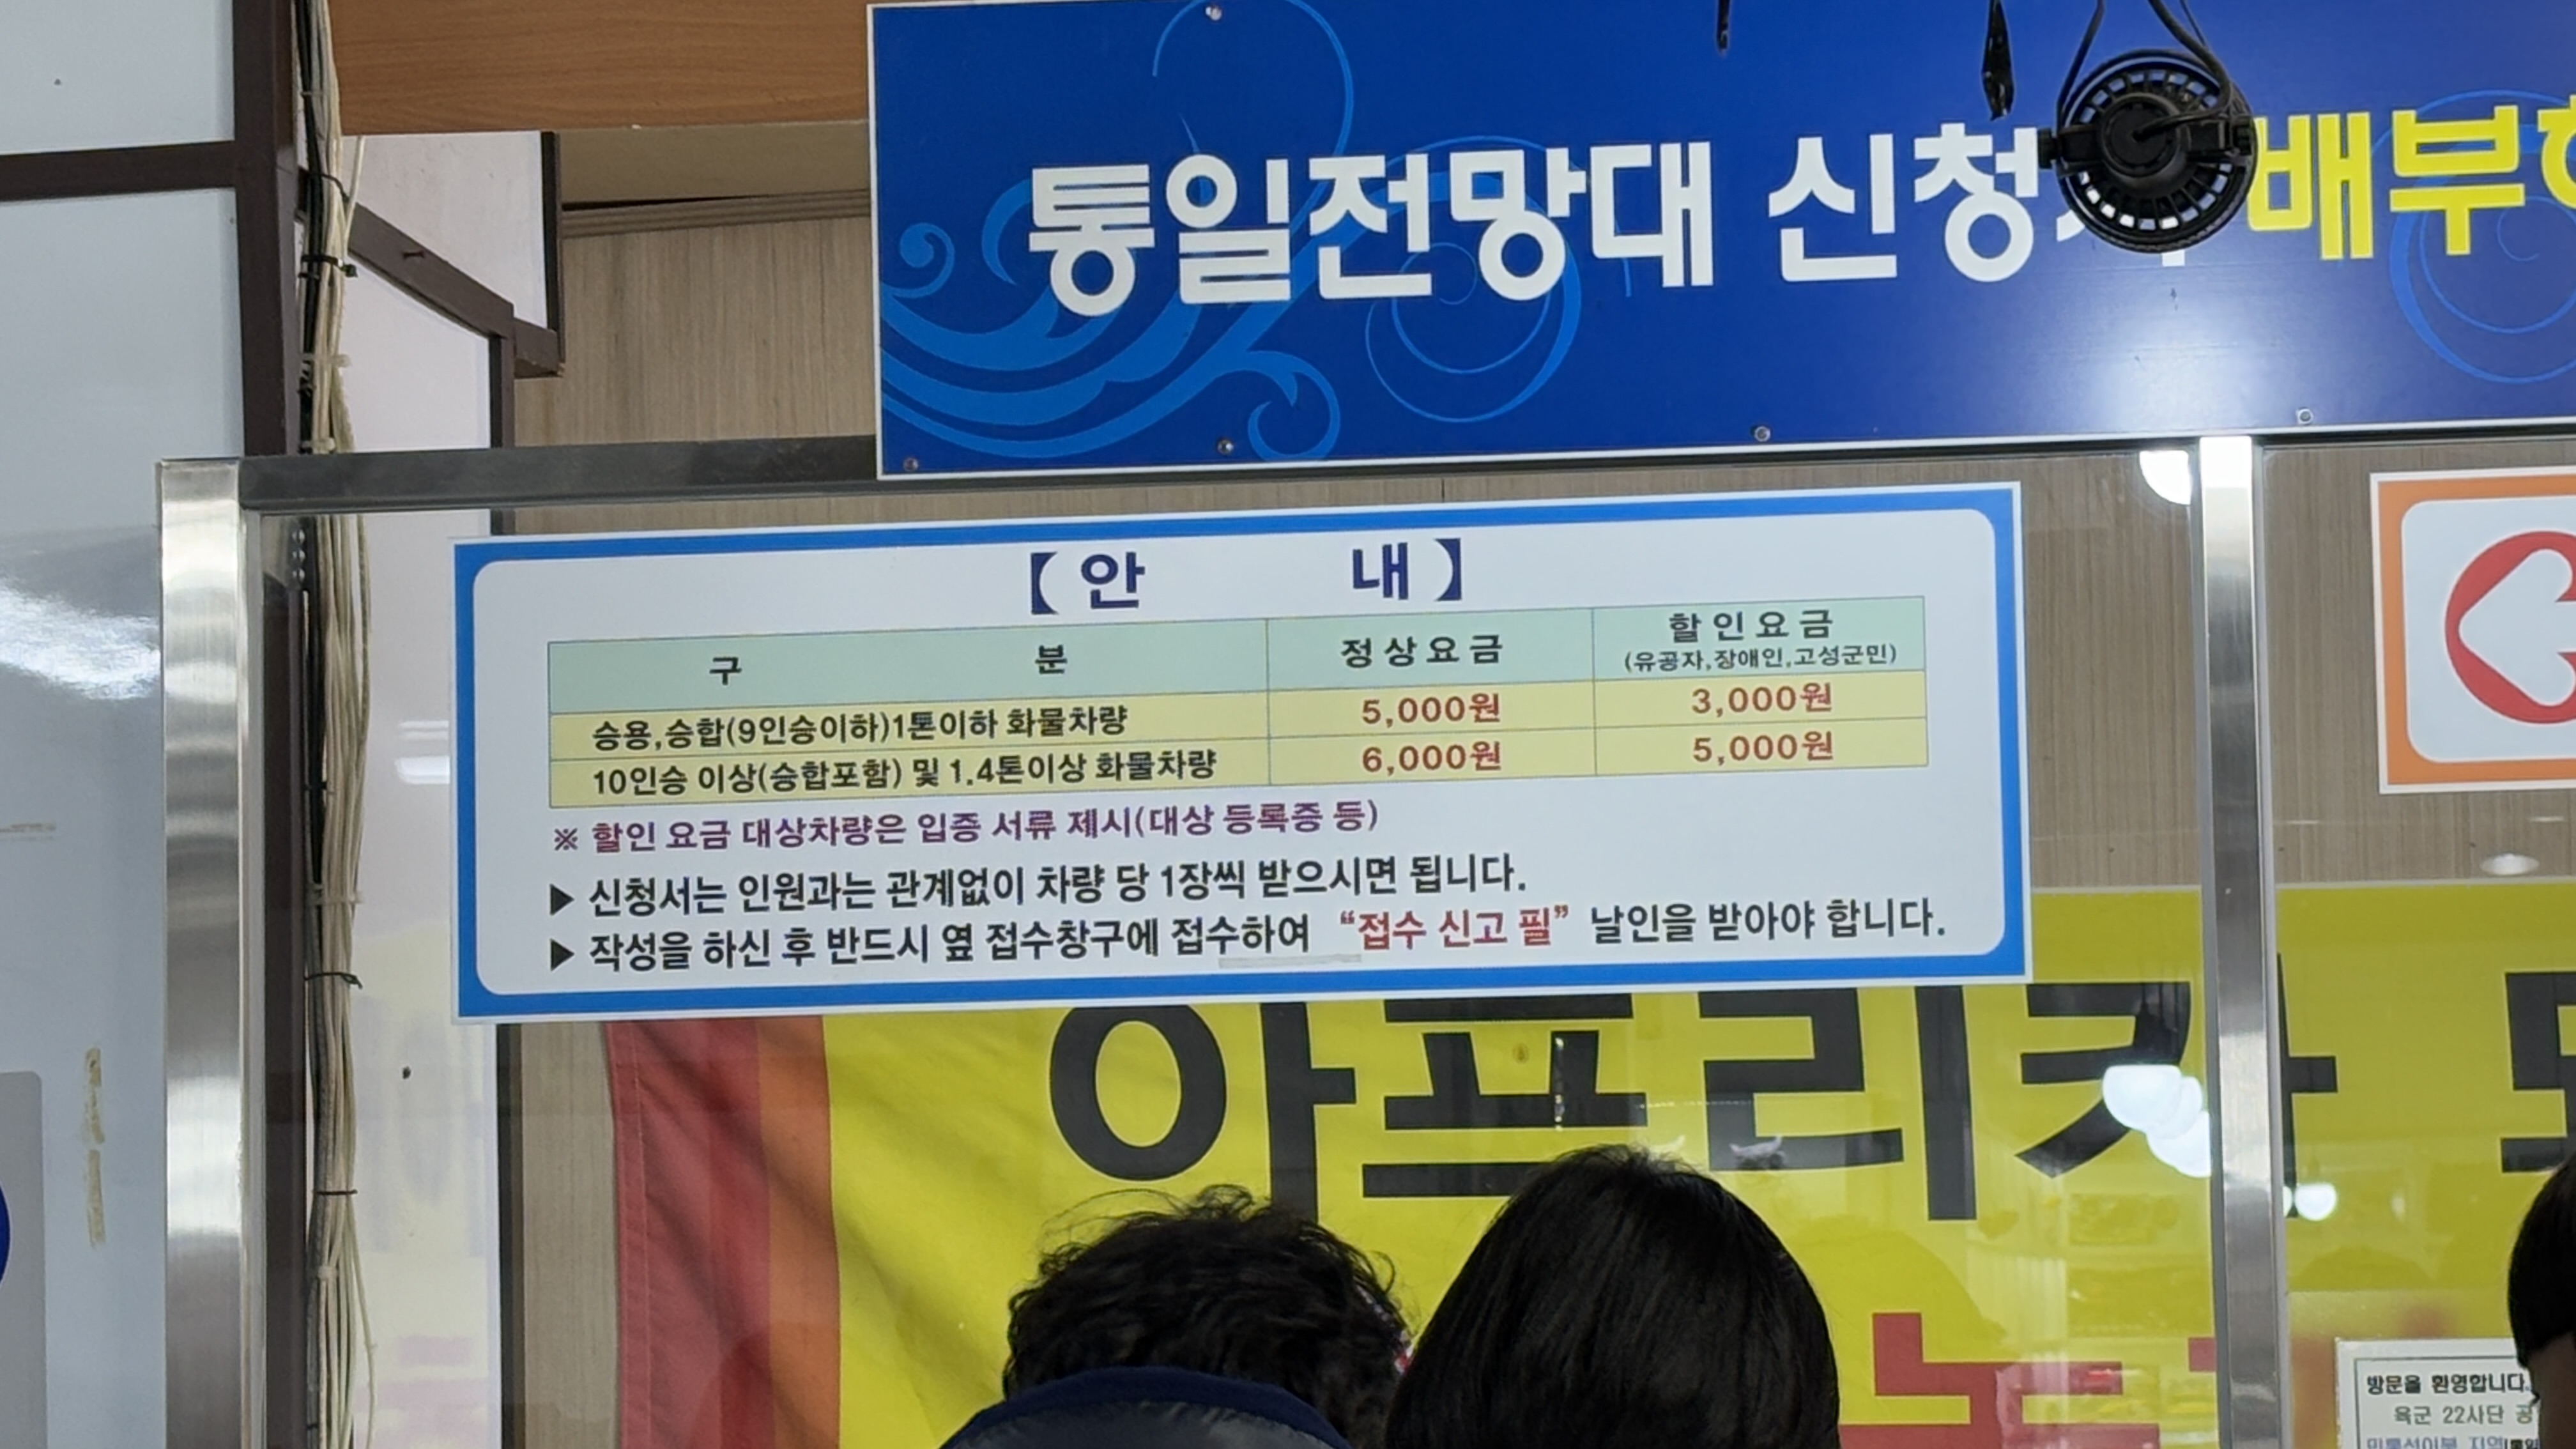 통일전망대 신청서 배부
【안 내】
구 분 정상요금 할인요금
(유공자,장애인,고성군민)
승용,승합(9인승이하)1톤이하 화물차량 5,000원 3,000원
10인승 이상(승합포함) 및 1.4톤이상 화물차량 6,000원 5,000원
※ 할인 요금 대상차량은 입증 서류 제시(대상 등록증 등)
▶ 신청서는 인원과는 관계없이 차량 당 1장씩 받으시면 됩니다.
▶ 작성을 하신 후 반드시 옆 접수창구에 접수하여 “접수 신고 필” 날인을 받아야 합니다.
아프리카
방문을 환영합니다.
육군 22사단